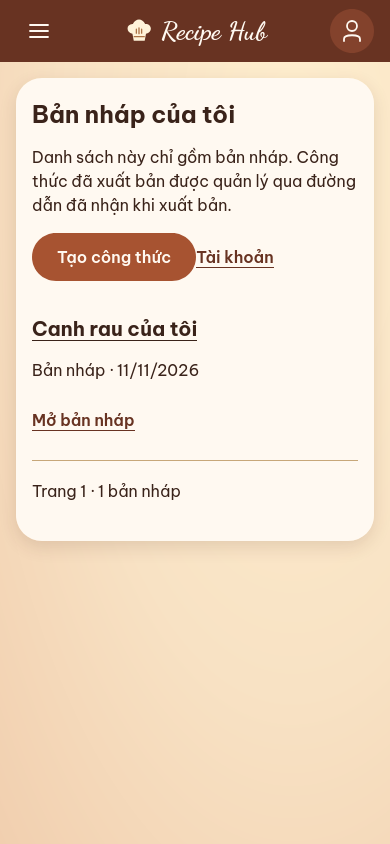 Recipe Hub
Bản nháp của tôi
Danh sách này chỉ gồm bản nháp. Công
thức đã xuất bản được quản lý qua đường
dẫn đã nhận khi xuất bản.
Tạo công thức Tài khoản
Canh rau của tôi
Bản nháp · 11/11/2026
Mở bản nháp
Trang 1 · 1 bản nháp